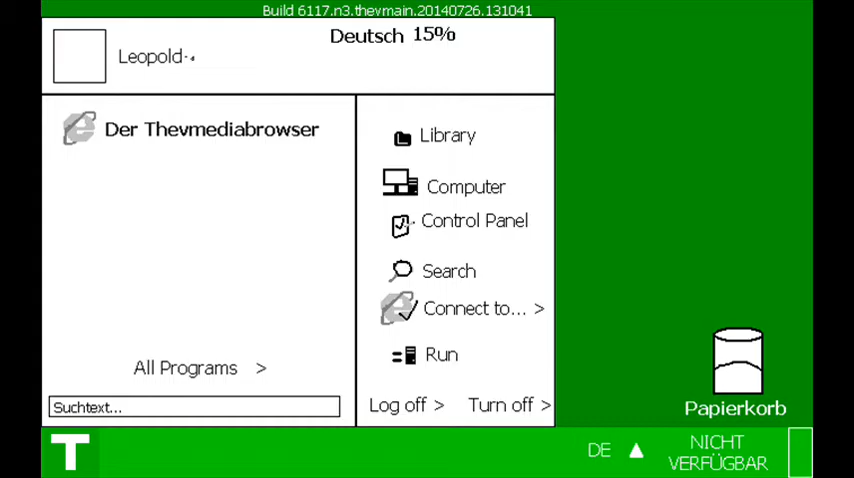 Build 6117.n3.thevmain.20140726.131041
Deutsch 15%
Leopold
Der Thevmediabrowser
Library
Computer
Control Panel
Search
Connect to... >
Run
All Programs >
Suchtext...
Log off > Turn off >
Papierkorb
T
DE ▲ NICHT
VERFÜGBAR